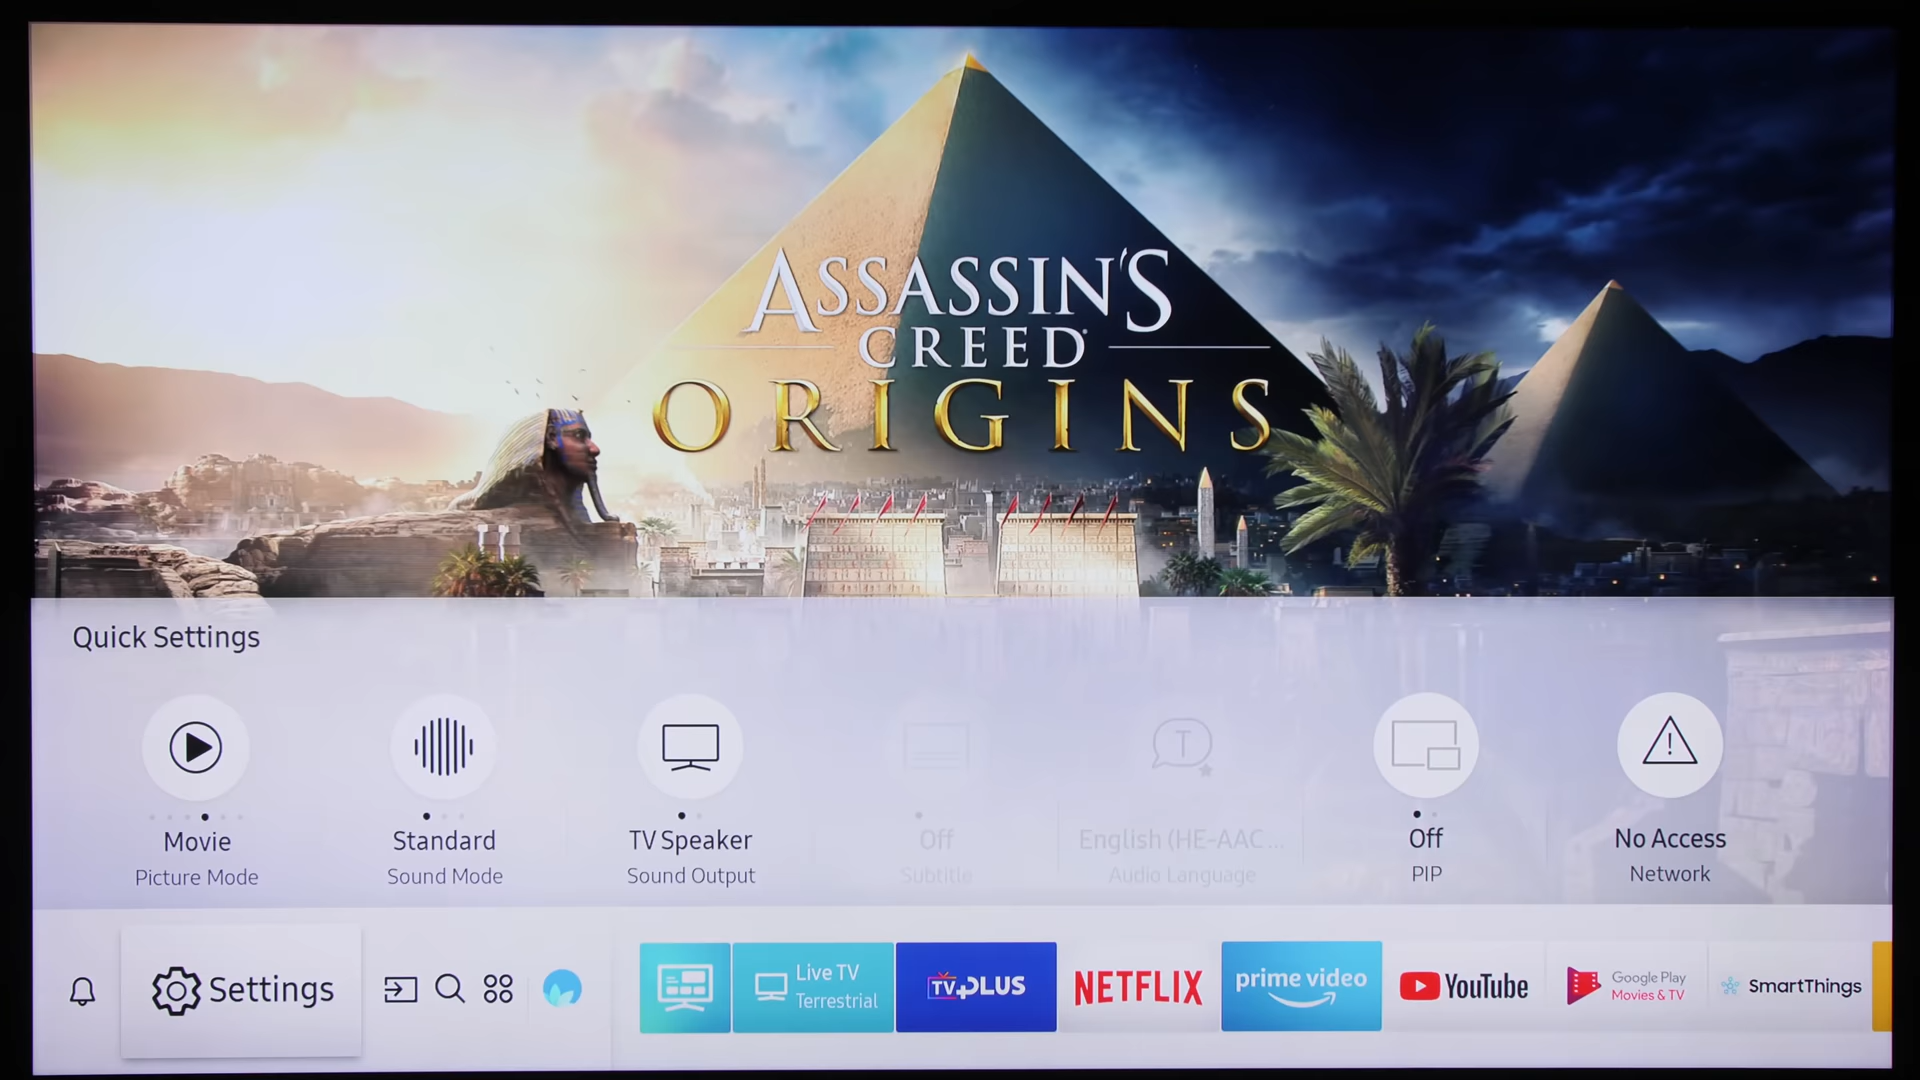 ASSASSIN'S
CREED®
ORIGINS
Quick Settings
Movie
Picture Mode
Standard
Sound Mode
TV Speaker
Sound Output
Off
Subtitle
T
English (HE-AAC ...
Audio Language
Off
PIP
No Access
Network
Settings
Live TV
Terrestrial
TV PLUS
NETFLIX
prime video
YouTube
Google Play
Movies & TV
SmartThings